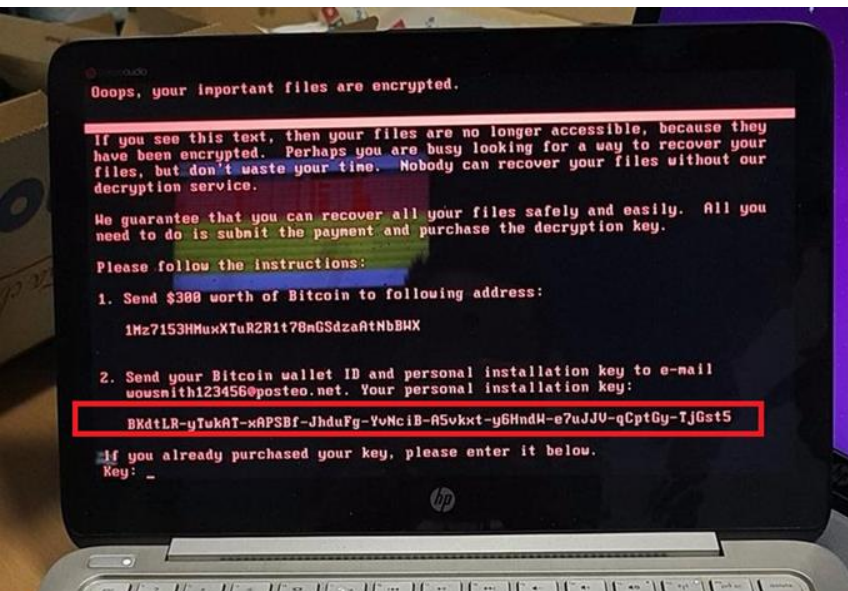 Ooops, your important files are encrypted.
If you see this text, then your files are no longer accessible, because they
have been encrypted. Perhaps you are busy looking for a way to recover your
files, but don't waste your time. Nobody can recover your files without our
decryption service.
We guarantee that you can recover all your files safely and easily. All you
need to do is submit the payment and purchase the decryption key.
Please follow the instructions:
1. Send $300 worth of Bitcoin to following address:
1Mz7153HMuxXTuR2R1t78mGSdzaAtNbBWX
2. Send your Bitcoin wallet ID and personal installation key to e-mail
wowsmith123456@posteo.net. Your personal installation key:
BKdtLR-yTwkAT-xAPSBf-JhduFg-YvNciB-A5vkxt-y6HndW-e7uJJV-qCptGy-TjGst5
If you already purchased your key, please enter it below.
Key: _
hp